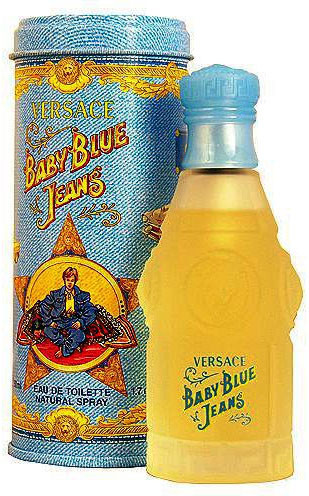 VERSACE
BABY BLUE
JEANS
EAU DE TOILETTE
NATURAL SPRAY
VERSACE
BABY BLUE
JEANS